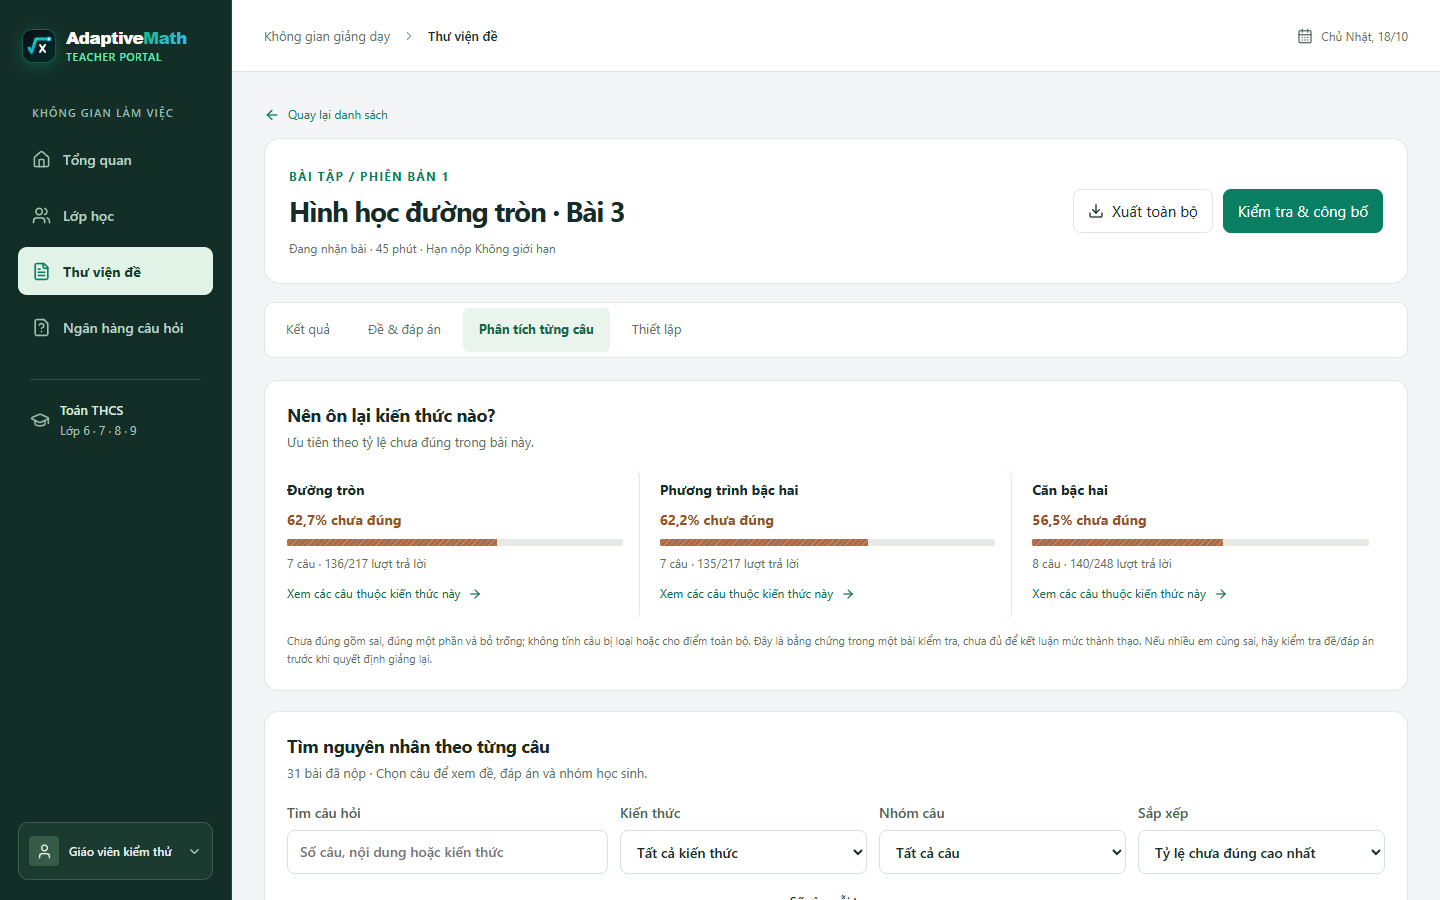 AdaptiveMath
TEACHER PORTAL
KHÔNG GIAN LÀM VIỆC
Tổng quan
Lớp học
Thư viện đề
Ngân hàng câu hỏi
Toán THCS
Lớp 6 · 7 · 8 · 9
Giáo viên kiểm thử
Không gian giảng dạy > Thư viện đề
Chủ Nhật, 18/10
← Quay lại danh sách
BÀI TẬP / PHIÊN BẢN 1
Hình học đường tròn · Bài 3
Đang nhận bài · 45 phút · Hạn nộp Không giới hạn
Xuất toàn bộ
Kiểm tra & công bố
Kết quả
Đề & đáp án
Phân tích từng câu
Thiết lập
Nên ôn lại kiến thức nào?
Ưu tiên theo tỷ lệ chưa đúng trong bài này.
Đường tròn
62,7% chưa đúng
7 câu · 136/217 lượt trả lời
Xem các câu thuộc kiến thức này →
Phương trình bậc hai
62,2% chưa đúng
7 câu · 135/217 lượt trả lời
Xem các câu thuộc kiến thức này →
Căn bậc hai
56,5% chưa đúng
8 câu · 140/248 lượt trả lời
Xem các câu thuộc kiến thức này →
Chưa đúng gồm sai, đúng một phần và bỏ trống; không tính câu bị loại hoặc cho điểm toàn bộ. Đây là bằng chứng trong một bài kiểm tra, chưa đủ để kết luận mức thành thạo. Nếu nhiều em cùng sai, hãy kiểm tra đề/đáp án
trước khi quyết định giảng lại.
Tìm nguyên nhân theo từng câu
31 bài đã nộp · Chọn câu để xem đề, đáp án và nhóm học sinh.
Tìm câu hỏi
Số câu, nội dung hoặc kiến thức
Kiến thức
Tất cả kiến thức
Nhóm câu
Tất cả câu
Sắp xếp
Tỷ lệ chưa đúng cao nhất